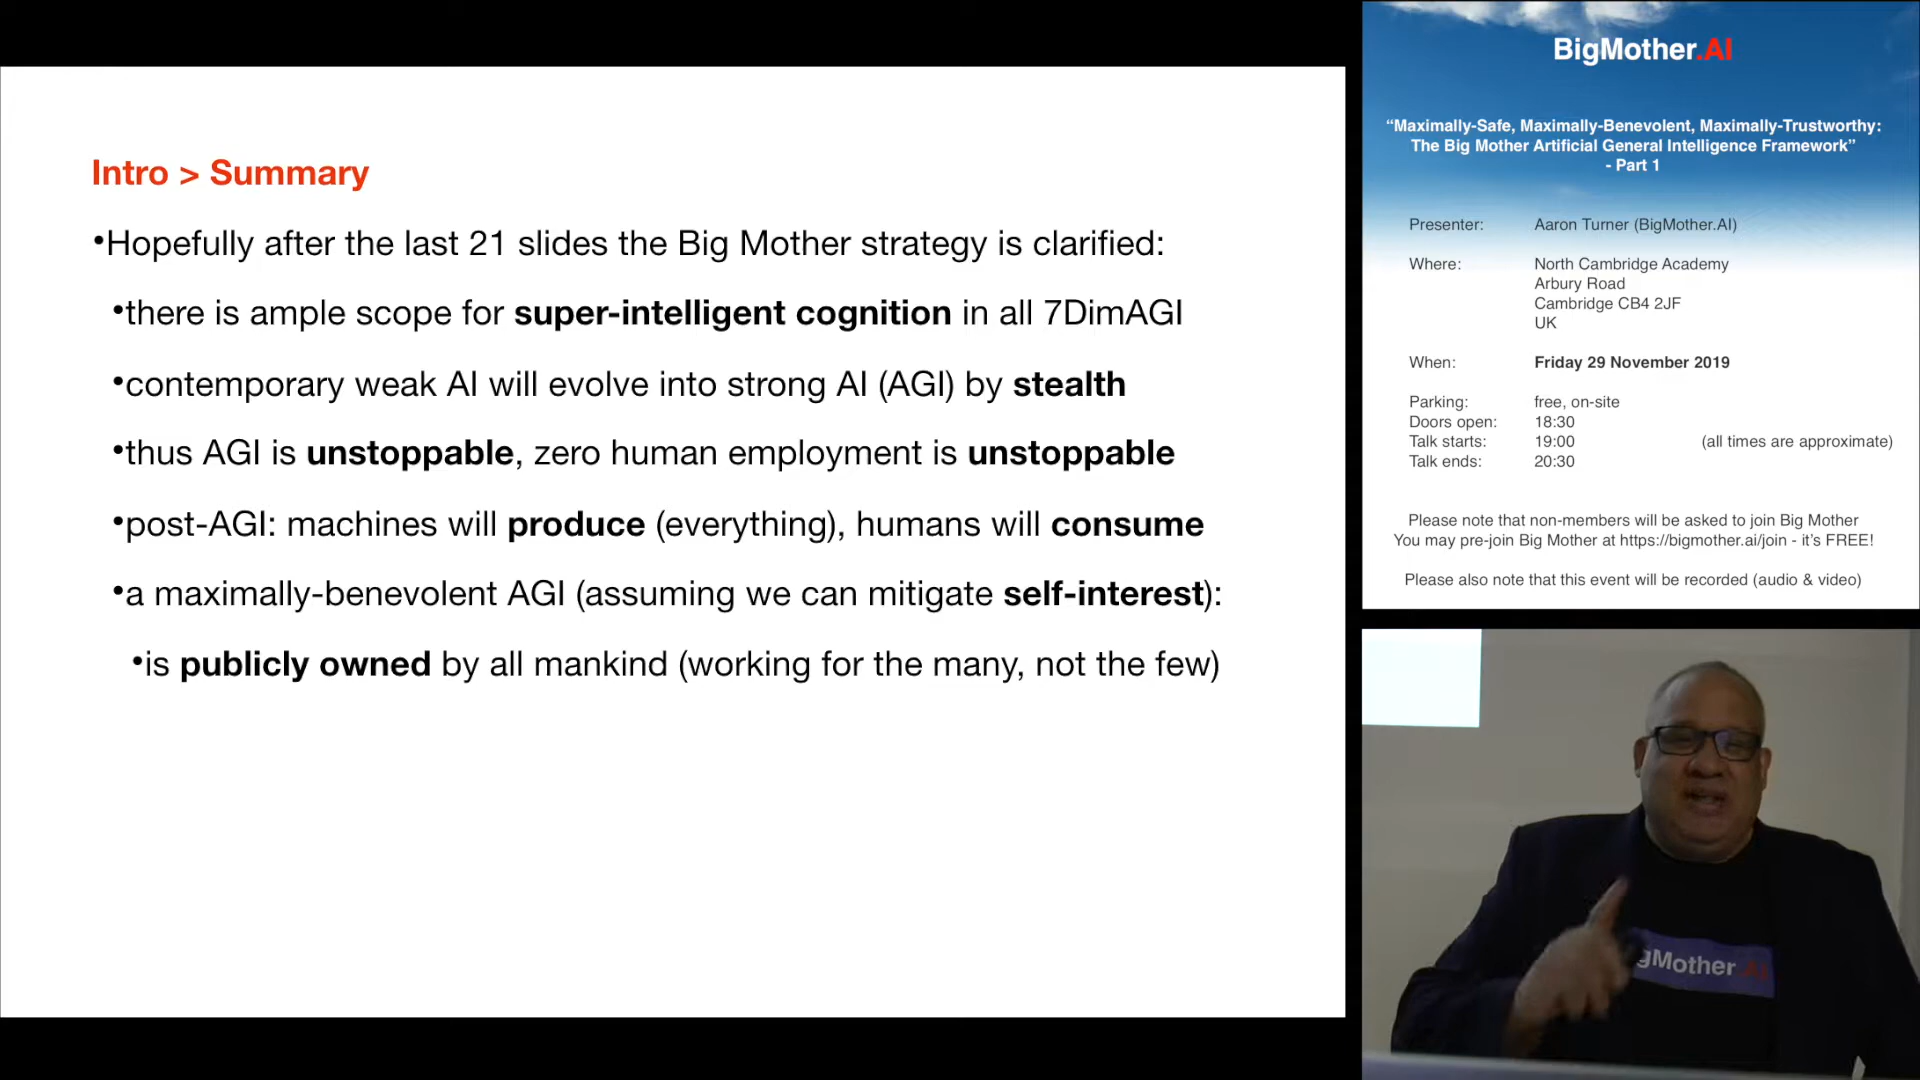 Intro > Summary
•Hopefully after the last 21 slides the Big Mother strategy is clarified:
•there is ample scope for super-intelligent cognition in all 7DimAGI
•contemporary weak AI will evolve into strong AI (AGI) by stealth
•thus AGI is unstoppable, zero human employment is unstoppable
•post-AGI: machines will produce (everything), humans will consume
•a maximally-benevolent AGI (assuming we can mitigate self-interest):
•is publicly owned by all mankind (working for the many, not the few)
BigMother.AI
“Maximally-Safe, Maximally-Benevolent, Maximally-Trustworthy:
The Big Mother Artificial General Intelligence Framework”
- Part 1
Presenter: Aaron Turner (BigMother.AI)
Where: North Cambridge Academy
Arbury Road
Cambridge CB4 2JF
UK
When: Friday 29 November 2019
Parking: free, on-site
Doors open: 18:30
Talk starts: 19:00 (all times are approximate)
Talk ends: 20:30
Please note that non-members will be asked to join Big Mother
You may pre-join Big Mother at https://bigmother.ai/join - it’s FREE!
Please also note that this event will be recorded (audio & video)
gMother.AI